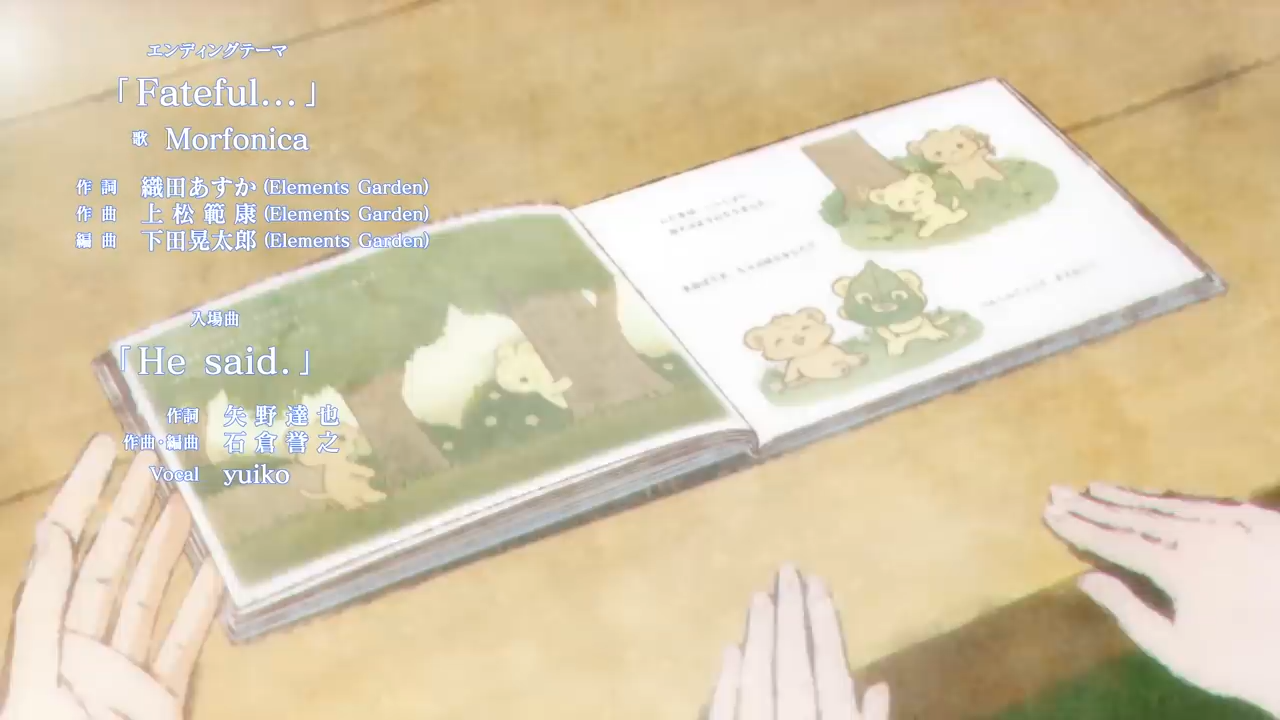 エンディングテーマ
「Fateful…」
歌 Morfonica
作詞 織田あすか (Elements Garden)
作曲 上松範康 (Elements Garden)
編曲 下田晃太郎 (Elements Garden)
入場曲
「He said.」
作詞 矢野達也
作曲・編曲 石倉誉之
Vocal yuiko